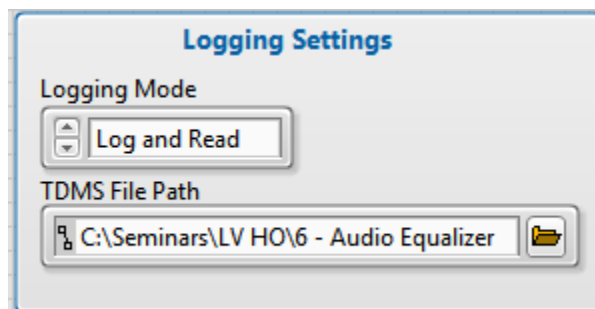 Logging Settings
Logging Mode
Log and Read
TDMS File Path
C:\Seminars\LV HO\6 - Audio Equalizer